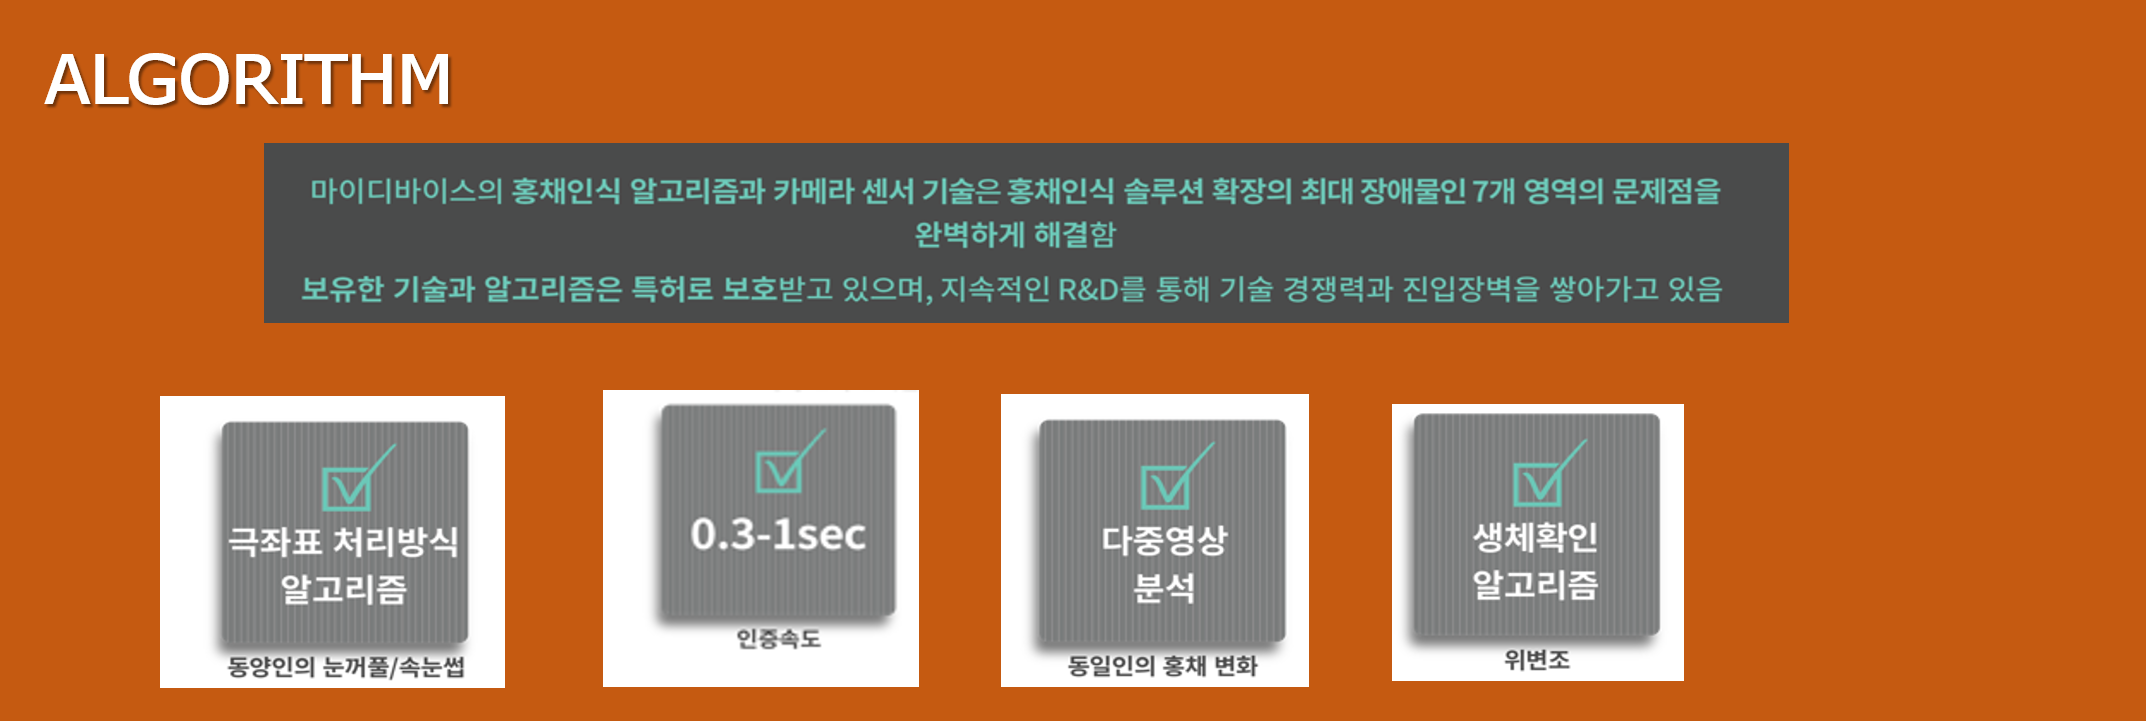 ALGORITHM
마이디바이스의 홍채인식 알고리즘과 카메라 센서 기술은 홍채인식 솔루션 확장의 최대 장애물인 7개 영역의 문제점을
완벽하게 해결함
보유한 기술과 알고리즘은 특허로 보호받고 있으며, 지속적인 R&D를 통해 기술 경쟁력과 진입장벽을 쌓아가고 있음
극좌표 처리방식
알고리즘
동양인의 눈꺼풀/속눈썹
0.3-1sec
인증속도
다중영상
분석
동일인의 홍채 변화
생체확인
알고리즘
위변조